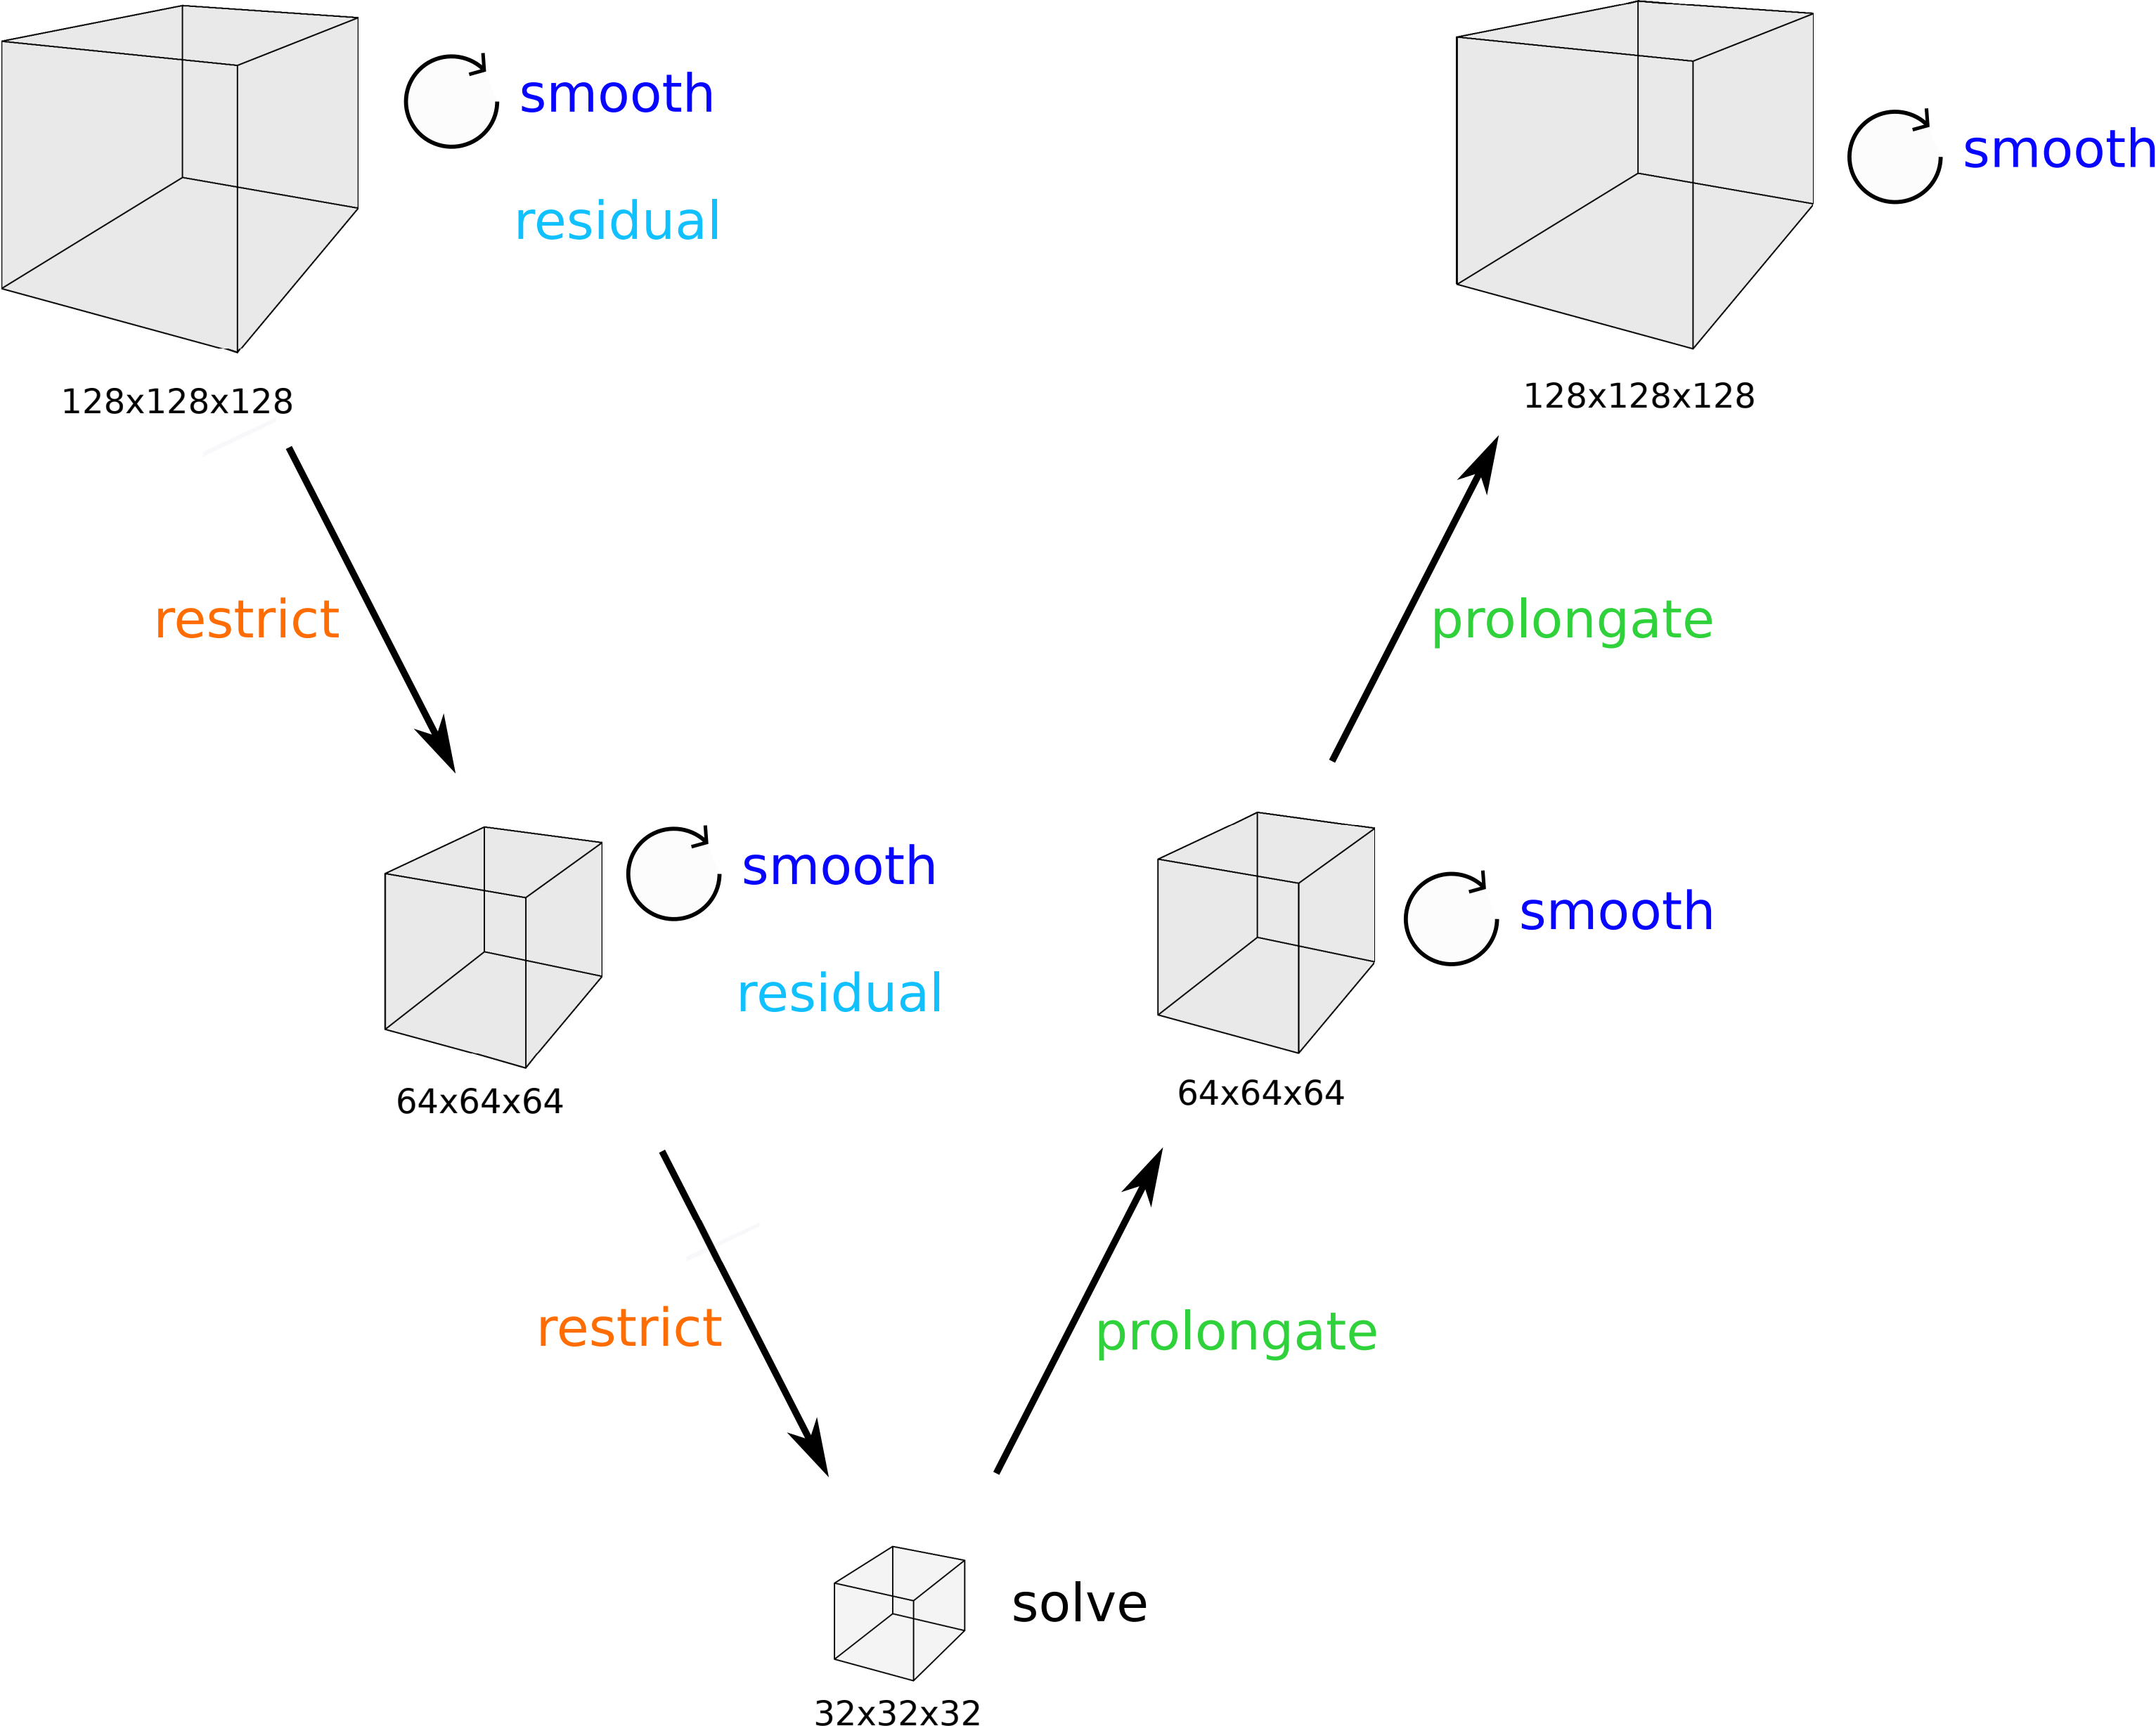 smooth
residual
128x128x128
restrict
smooth
residual
64x64x64
restrict
32x32x32
solve
prolongate
64x64x64
smooth
prolongate
128x128x128
smooth